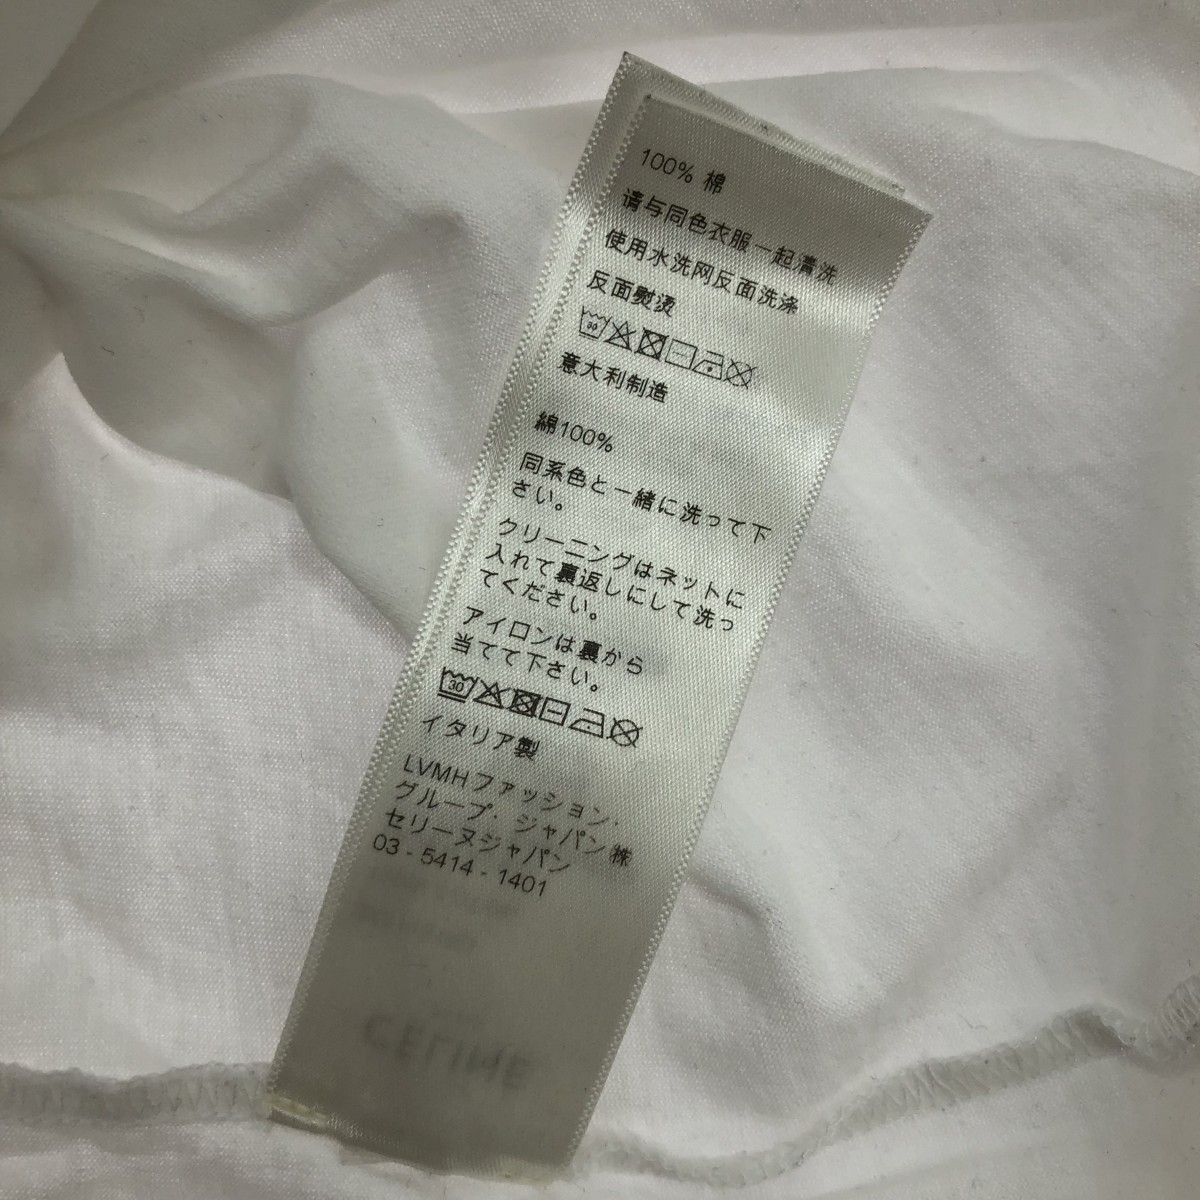 100% 棉
请与同色衣服一起清洗
使用水洗网反面洗涤
反面熨烫
30
意大利制造
綿100%
同系色と一緒に洗って下
さい。
クリーニングはネットに
入れて裏返しにして洗っ
てください。
アイロンは裏から
当てて下さい。
30
イタリア製
LVMHファッション・
グループ・ジャパン㈱
セリーヌジャパン
03 - 5414 - 1401
CELINE